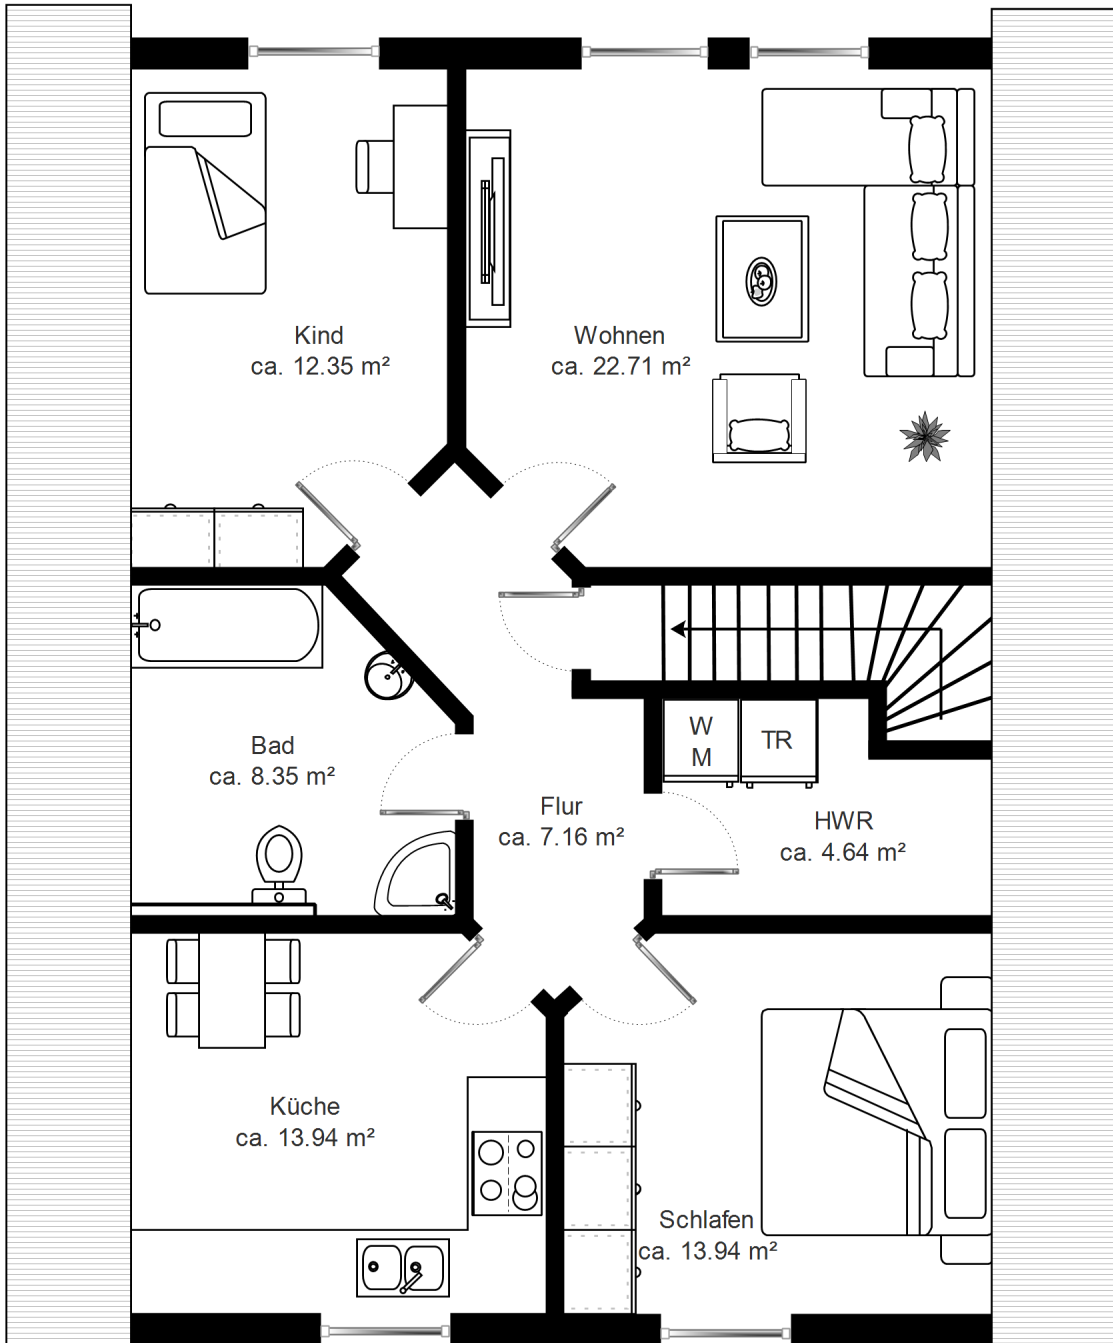 Kind
ca. 12.35 m²
Wohnen
ca. 22.71 m²
W
M
TR
Bad
ca. 8.35 m²
Flur
ca. 7.16 m²
HWR
ca. 4.64 m²
Küche
ca. 13.94 m²
Schlafen
ca. 13.94 m²